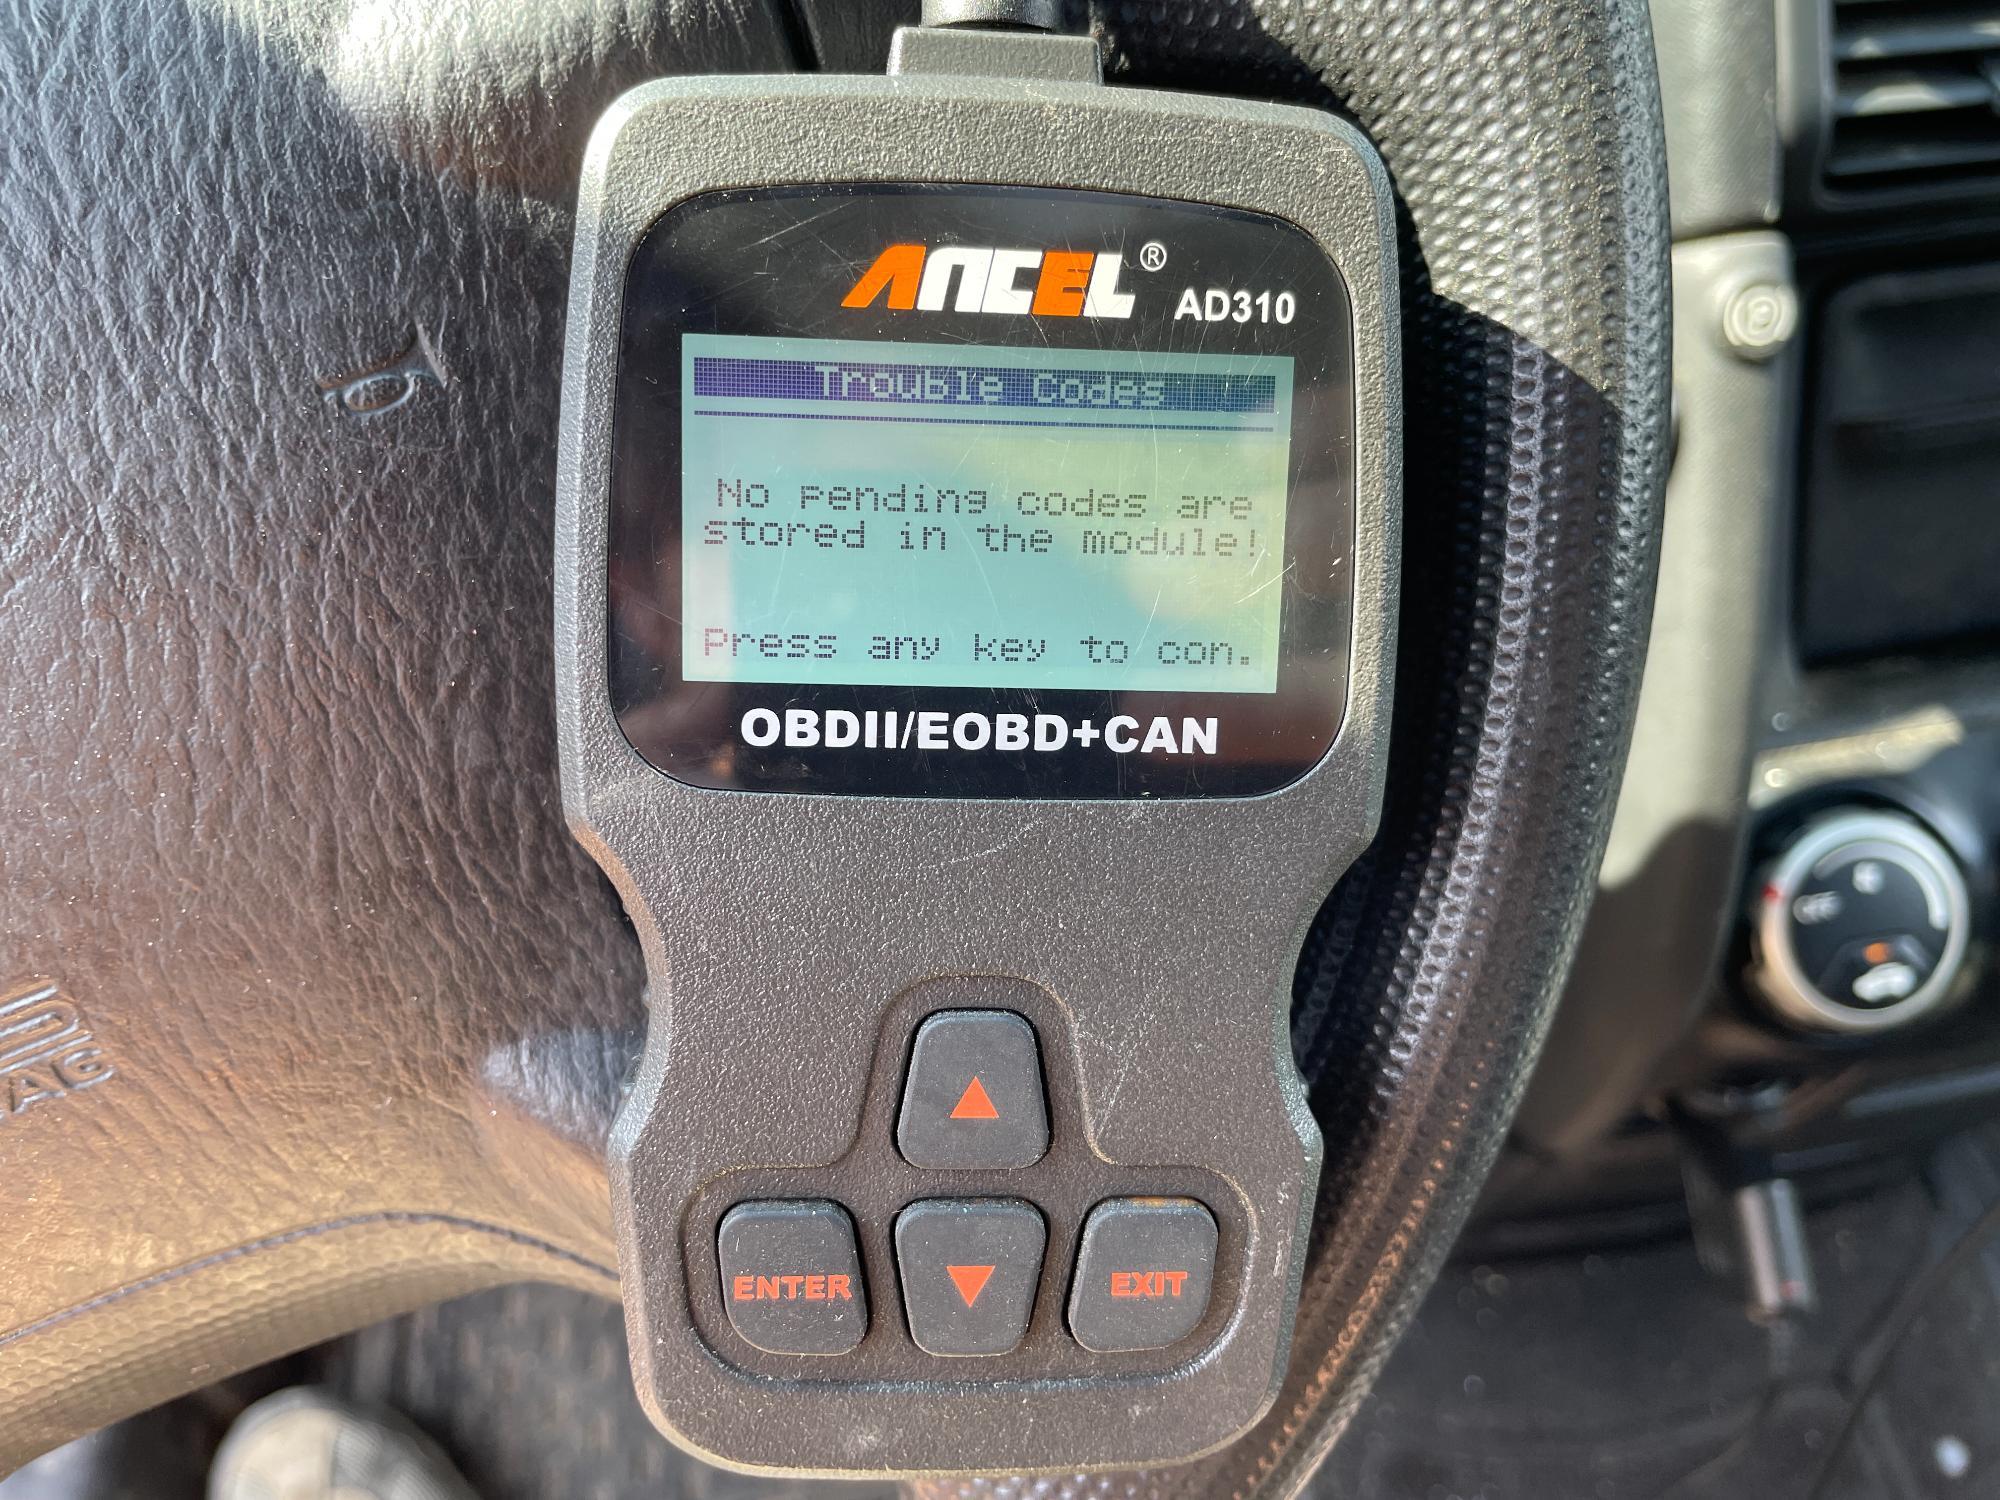 ANCEL®
AD310
Trouble Codes
No pending codes are
stored in the module!
Press any key to con.
OBDII/EOBD+CAN
ENTER
EXIT